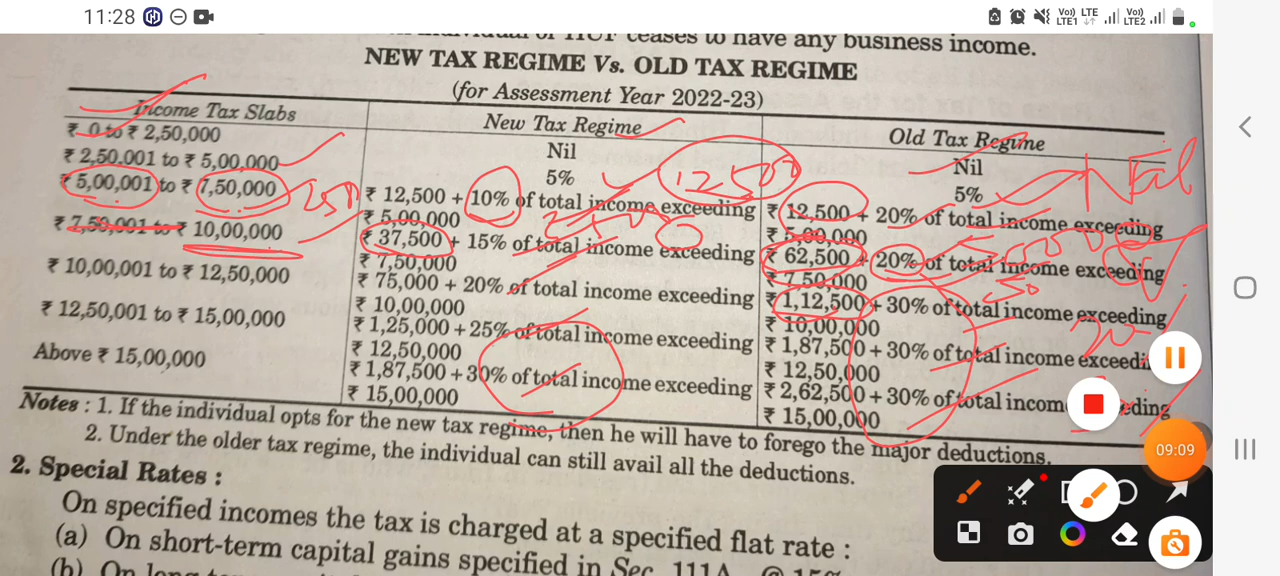 11:28
Vo) LTE Vo)
LTE1 LTE2
ceases to have any business income.
NEW TAX REGIME Vs. OLD TAX REGIME
(for Assessment Year 2022-23)
Income Tax Slabs New Tax Regime Old Tax Regime
₹ 0 to ₹ 2,50,000 Nil Nil
₹ 2,50,001 to ₹ 5,00,000 5% 5%
₹ 5,00,001 to ₹ 7,50,000 ₹ 12,500 + 10% of total income exceeding ₹ 12,500 + 20% of total income exceeding
₹ 5,00,000 ₹ 5,00,000
₹ 7,50,001 to ₹ 10,00,000 ₹ 37,500 + 15% of total income exceeding ₹ 62,500 + 20% of total income exceeding
₹ 7,50,000 ₹ 7,50,000
₹ 10,00,001 to ₹ 12,50,000 ₹ 75,000 + 20% of total income exceeding ₹ 1,12,500 + 30% of total income exceeding
₹ 10,00,000 ₹ 10,00,000
₹ 12,50,001 to ₹ 15,00,000 ₹ 1,25,000 + 25% of total income exceeding ₹ 1,87,500 + 30% of total income
₹ 12,50,000 ₹ 12,50,000
Above ₹ 15,00,000 ₹ 1,87,500 + 30% of total income exceeding ₹ 2,62,500 + 30% of total
₹ 15,00,000 ₹ 15,00,000
12500
Notes : 1. If the individual opts for the new tax regime, then he will have to forego the major deductions.
2. Under the older tax regime, the individual can still avail all the deductions.
2. Special Rates :
On specified incomes the tax is charged at a specified flat rate :
(a) On short-term capital gains specified in Sec. 111A
(b) On
09:09